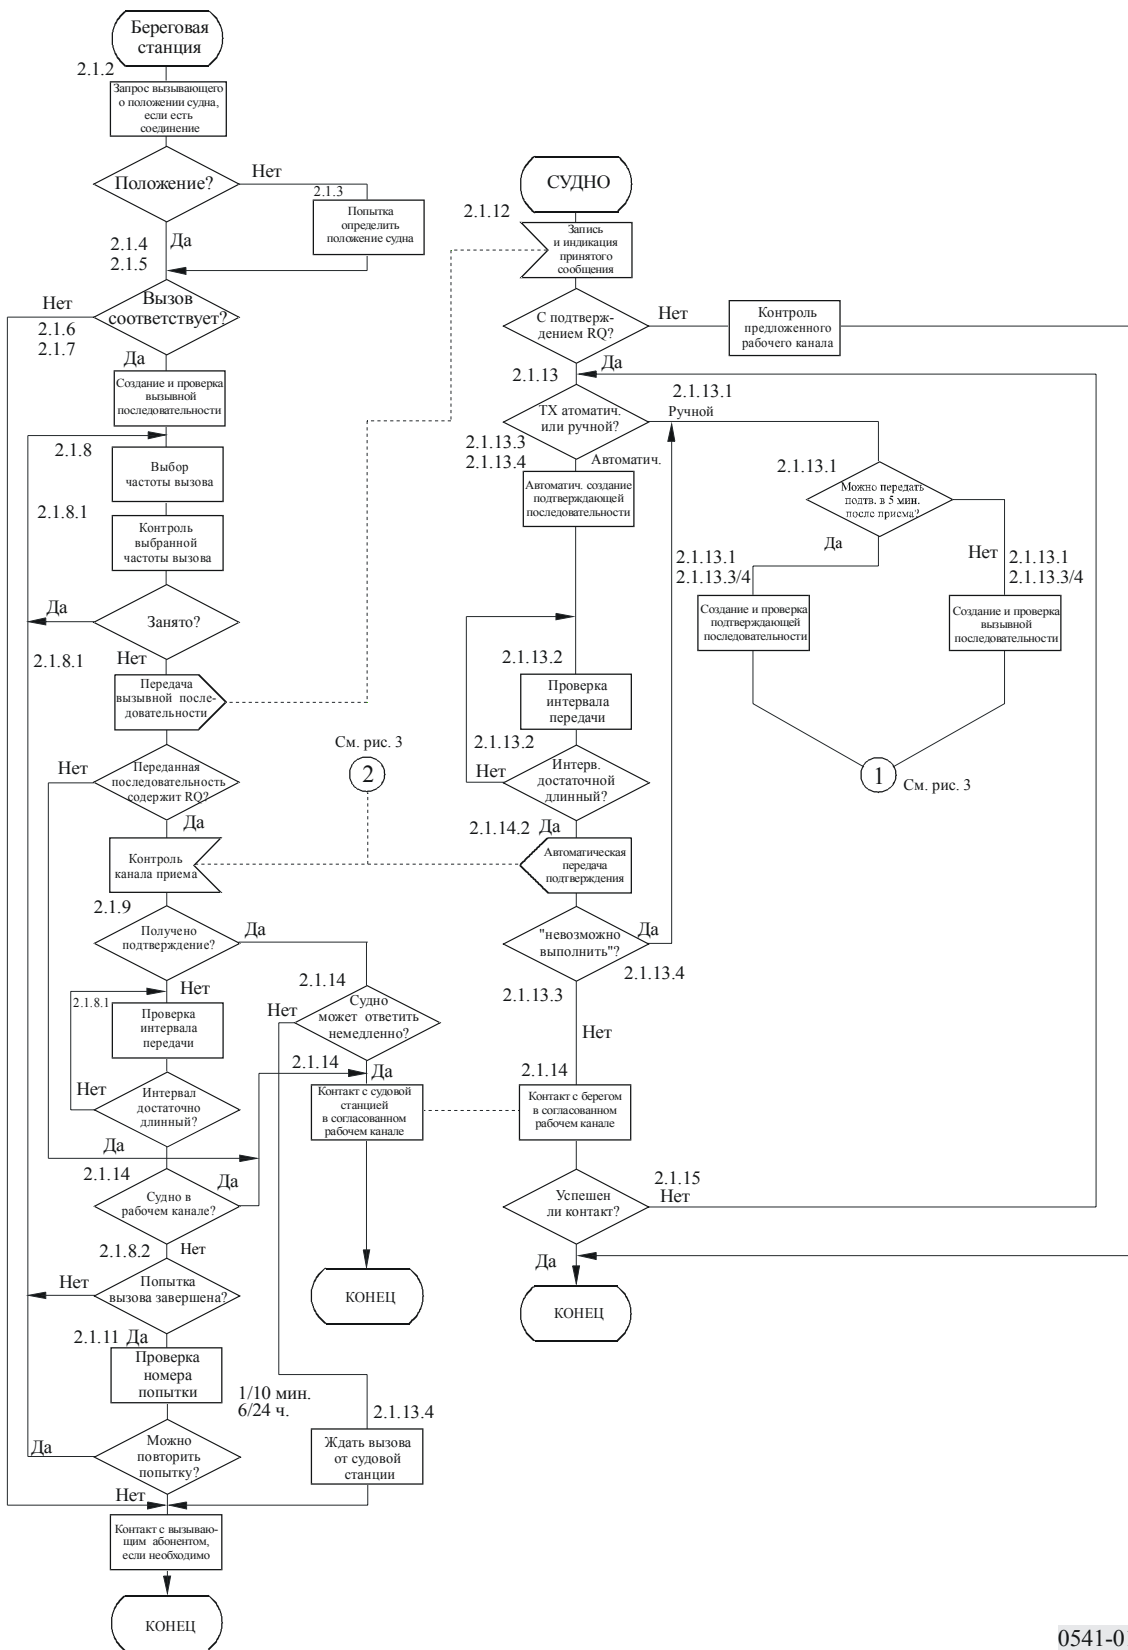 Береговая
станция
2.1.2
Запрос вызывающего
о положении судна,
если есть
соединение
Положение?
Нет
2.1.3
Попытка
определить
положение судна
Да
2.1.4
2.1.5
Вызов
соответствует?
Нет
2.1.6
2.1.7
Да
Создание и проверка
вызывной
последовательности
2.1.8
Выбор
частоты вызова
2.1.8.1
Контроль
выбранной
частоты вызова
Да
Занято?
2.1.8.1
Нет
Передача
вызывной после-
довательности
Нет
Переданная
последовательность
содержит RQ?
Да
Контроль
канала приема
2.1.9
Получено
подтверждение?
Да
Нет
2.1.8.1
Проверка
интервала
передачи
Нет
Интервал
достаточно
длинный?
Да
2.1.14
Судно в
рабочем канале?
Да
2.1.8.2
Нет
Нет
Попытка
вызова завершена?
2.1.11
Да
Проверка
номера
попытки
1/10 мин.
6/24 ч.
Да
Можно
повторить
попытку?
Нет
Контакт с вызываю-
щим абонентом,
если необходимо
КОНЕЦ
См. рис. 3
2
2.1.14
Нет
Судно
может ответить
немедленно?
2.1.14
Да
Контакт с судовой
станцией
в согласованном
рабочем канале
КОНЕЦ
2.1.13.4
Ждать вызова
от судовой
станции
СУДНО
2.1.12
Запись
и индикация
принятого
сообщения
С подтверж-
дением RQ?
Нет
Контроль
предложенного
рабочего канала
Да
2.1.13
2.1.13.1
ТХ атоматич.
или ручной?
Ручной
2.1.13.3
2.1.13.4
Автоматич.
Автоматич. создание
подтверждающей
последовательности
2.1.13.1
Можно передать
подтв. в 5 мин.
после приема?
Да
Нет
2.1.13.1
2.1.13.3/4
2.1.13.1
2.1.13.3/4
Создание и проверка
подтверждающей
последовательности
Создание и проверка
вызывной
последовательности
1
См. рис. 3
2.1.13.2
Проверка
интервала
передачи
2.1.13.2
Нет
Интерв.
достаточной
длинный?
2.1.14.2
Да
Автоматическая
передача
подтверждения
"невозможно
выполнить"?
Да
2.1.13.4
2.1.13.3
Нет
2.1.14
Контакт с берегом
в согласованном
рабочем канале
2.1.15
Успешен
ли контакт?
Нет
Да
КОНЕЦ
0541-0